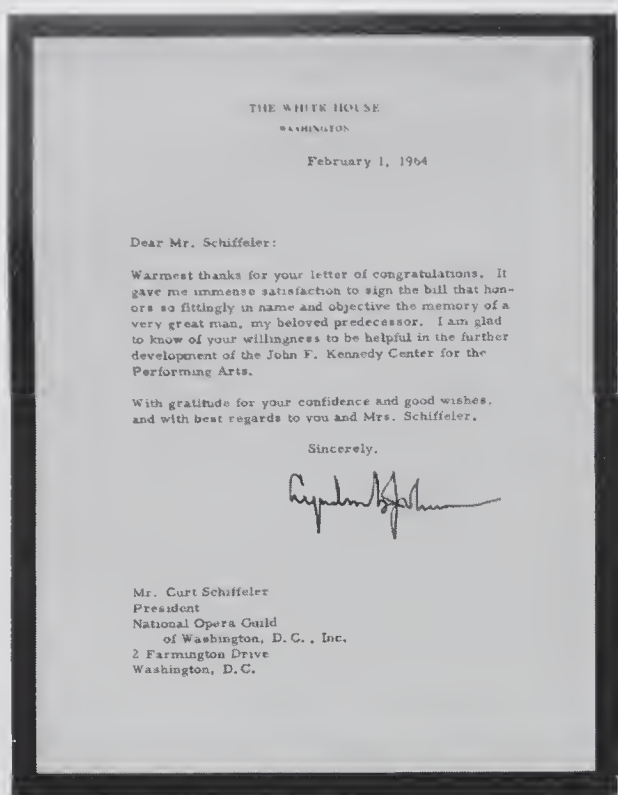 THE WHITE HOUSE
WASHINGTON
February 1, 1964
Dear Mr. Schiffeler:
Warmest thanks for your letter of congratulations. It
gave me immense satisfaction to sign the bill that hon-
ors so fittingly in name and objective the memory of a
very great man, my beloved predecessor. I am glad
to know of your willingness to be helpful in the further
development of the John F. Kennedy Center for the
Performing Arts.
With gratitude for your confidence and good wishes,
and with best regards to you and Mrs. Schiffeler,
Sincerely,
Lyndon B Johnson
Mr. Curt Schiffeler
President
National Opera Guild
of Washington, D.C., Inc.
2 Farmington Drive
Washington, D.C.